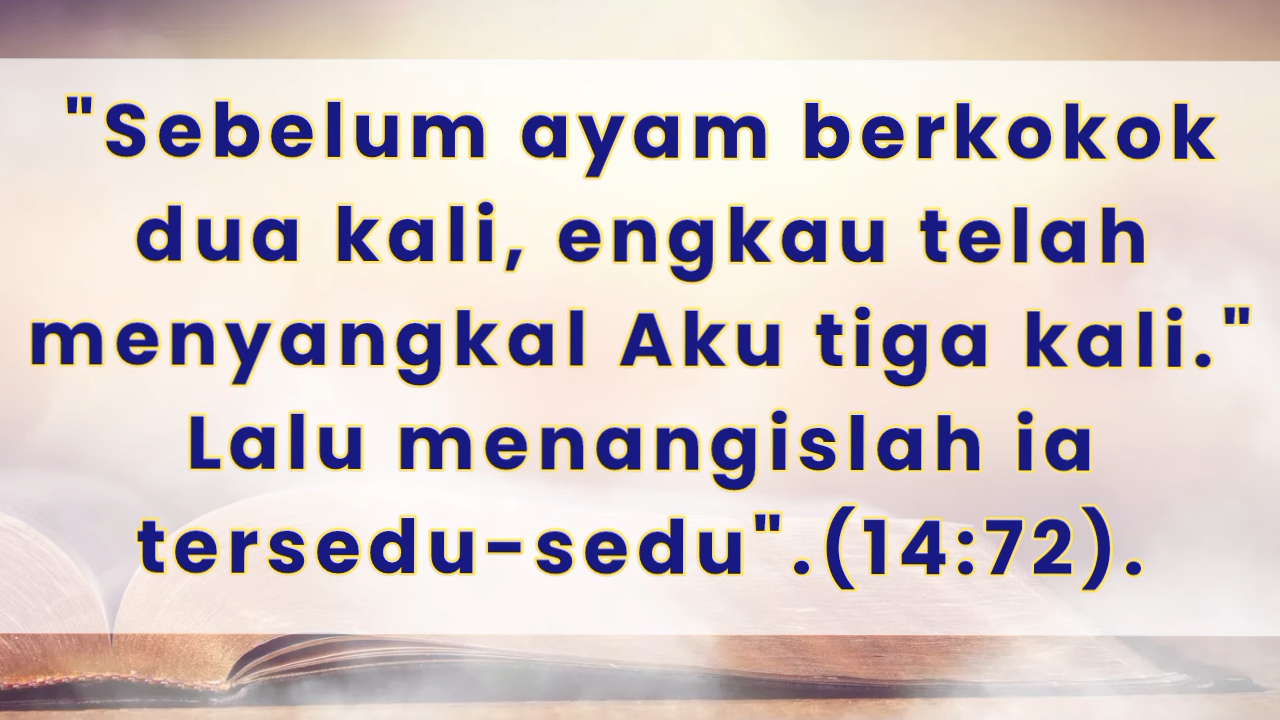 "Sebelum ayam berkokok
dua kali, engkau telah
menyangkal Aku tiga kali."
Lalu menangislah ia
tersedu-sedu".(14:72).